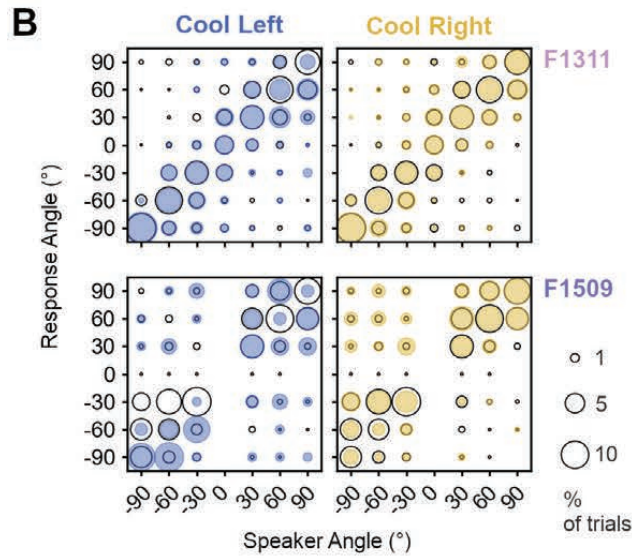 B
Cool Left Cool Right
F1311
90
60
30
0
-30
-60
-90
F1509
90
60
30
0
-30
-60
-90
Response Angle (°)
-90 -60 -30 0 30 60 90 -90 -60 -30 0 30 60 90
Speaker Angle (°)
1
5
10
%
of trials